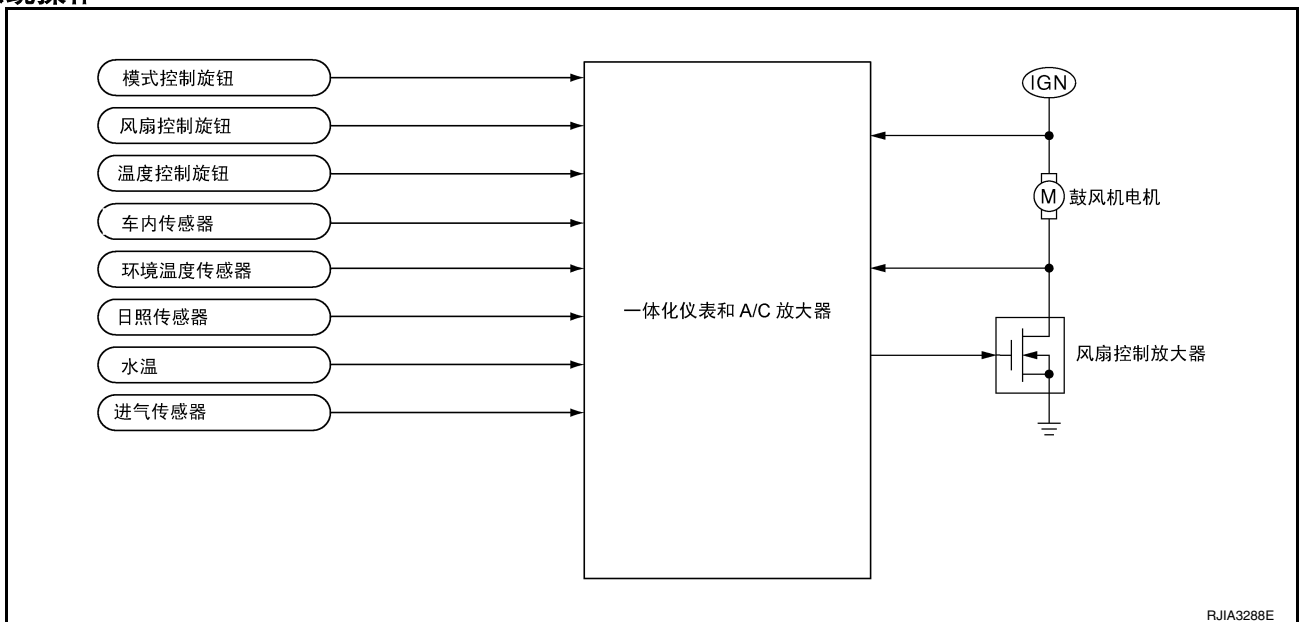 模式控制旋钮
风扇控制旋钮
温度控制旋钮
车内传感器
环境温度传感器
日照传感器
水温
进气传感器
一体化仪表和 A/C 放大器
IGN
M
鼓风机电机
风扇控制放大器
RJIA3288E